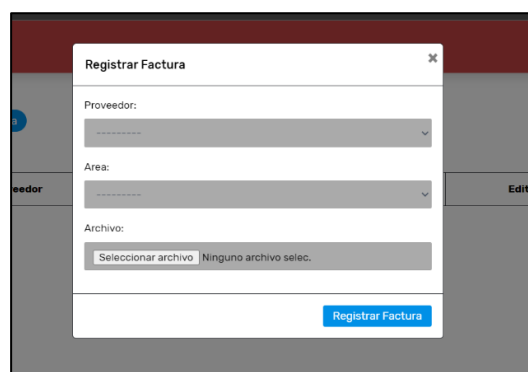 Registrar Factura
×
Proveedor:
---------
a
Area:
eedor
---------
Edit
Archivo:
Seleccionar archivo Ninguno archivo selec.
Registrar Factura